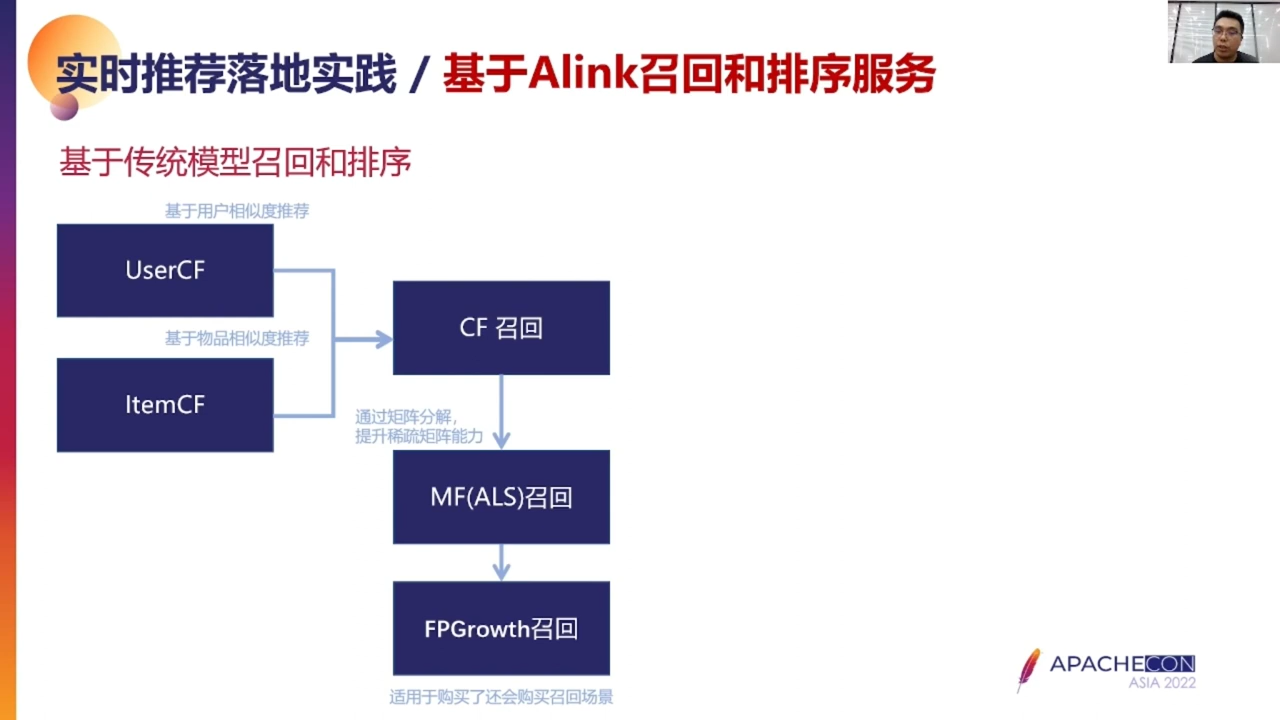 实时推荐落地实践 / 基于Alink召回和排序服务
基于传统模型召回和排序
基于用户相似度推荐
UserCF
基于物品相似度推荐
ItemCF
CF 召回
通过矩阵分解，
提升稀疏矩阵能力
MF(ALS)召回
FPGrowth召回
适用于购买了还会购买召回场景
APACHECON
ASIA 2022